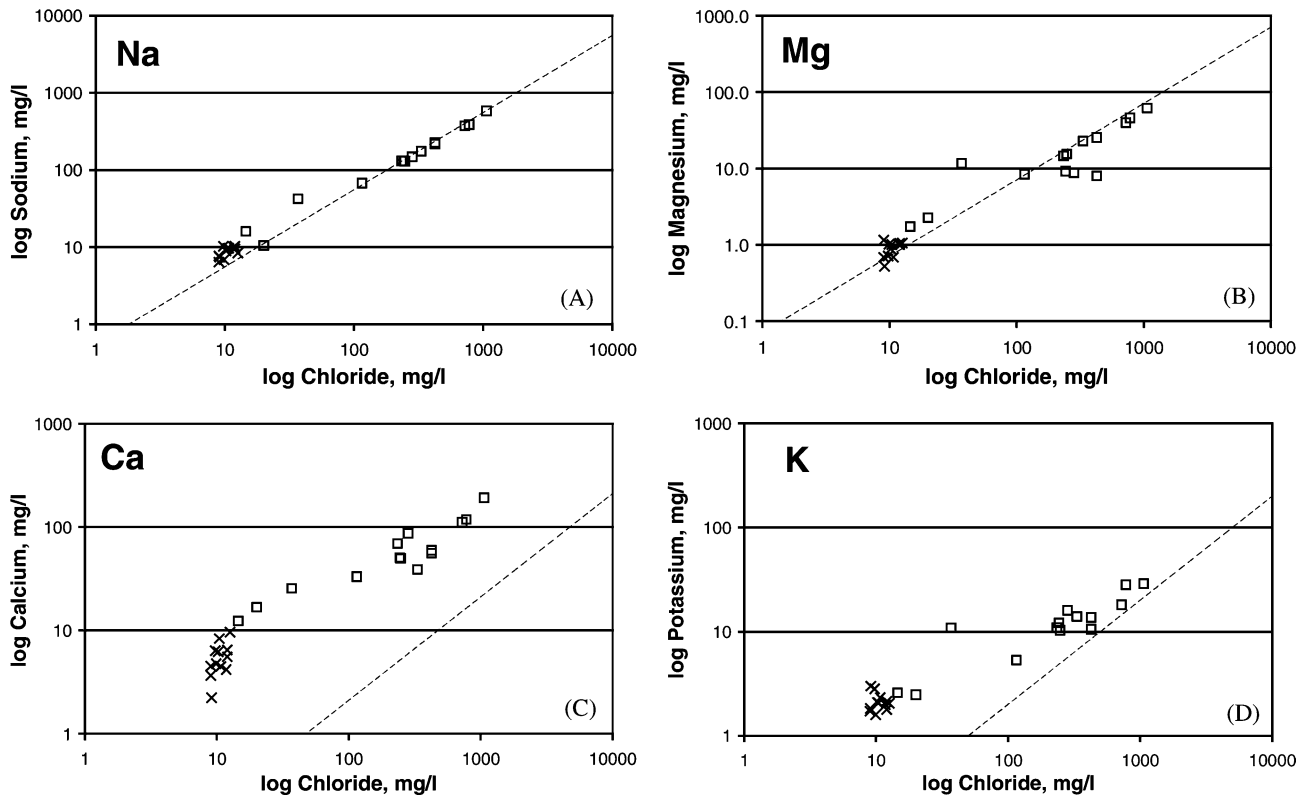 Na
10000
1000
100
10
1
log Sodium, mg/l
(A)
1 10 100 1000 10000
log Chloride, mg/l
Mg
1000.0
100.0
10.0
1.0
0.1
log Magnesium, mg/l
(B)
1 10 100 1000 10000
log Chloride, mg/l
Ca
1000
100
10
1
log Calcium, mg/l
(C)
1 10 100 1000 10000
log Chloride, mg/l
K
1000
100
10
1
log Potassium, mg/l
(D)
1 10 100 1000 10000
log Chloride, mg/l